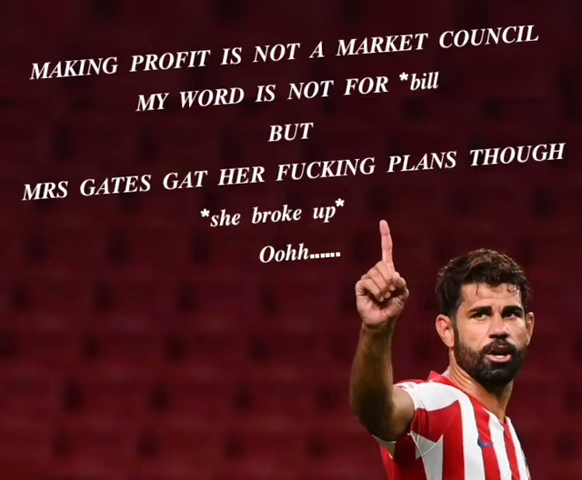 MAKING PROFIT IS NOT A MARKET COUNCIL
MY WORD IS NOT FOR *bill
BUT
MRS GATES GAT HER FUCKING PLANS THOUGH
*she broke up*
Oohh......